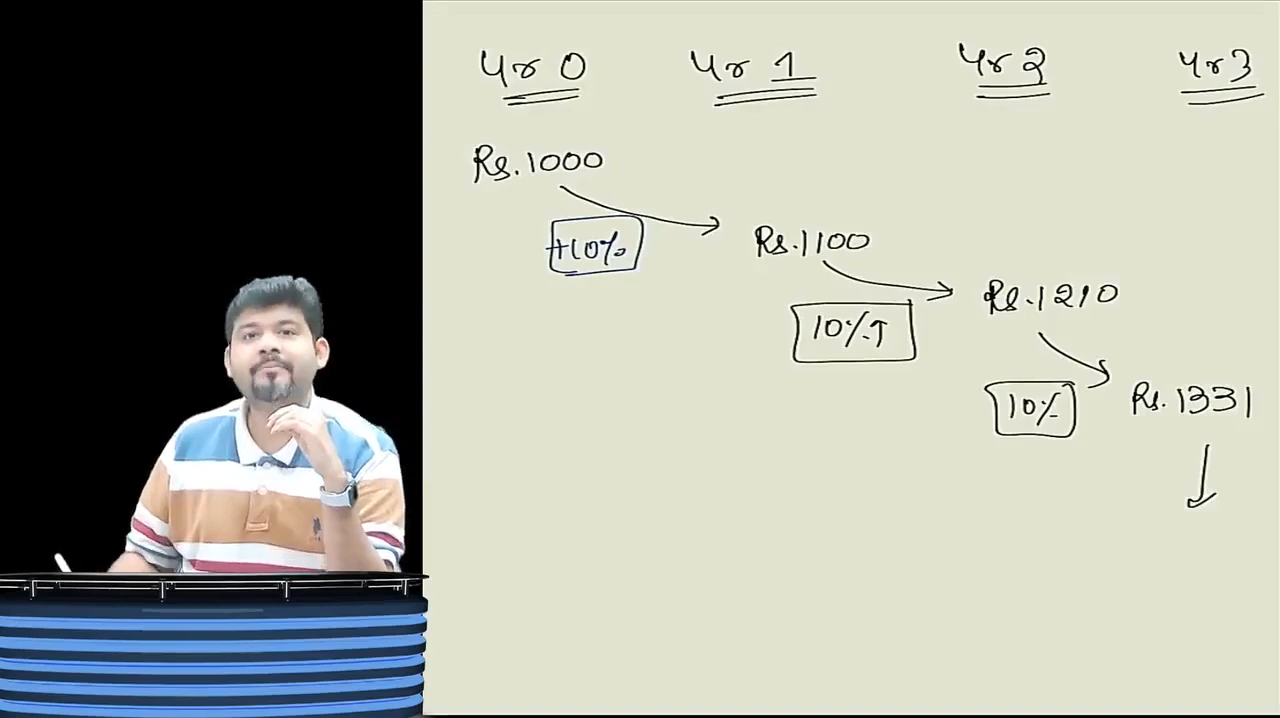 Yr 0 Yr 1 Yr 2 Yr 3
Rs.1000
+10%
Rs.1100
10%↑
Rs.1210
10%
Rs.1331